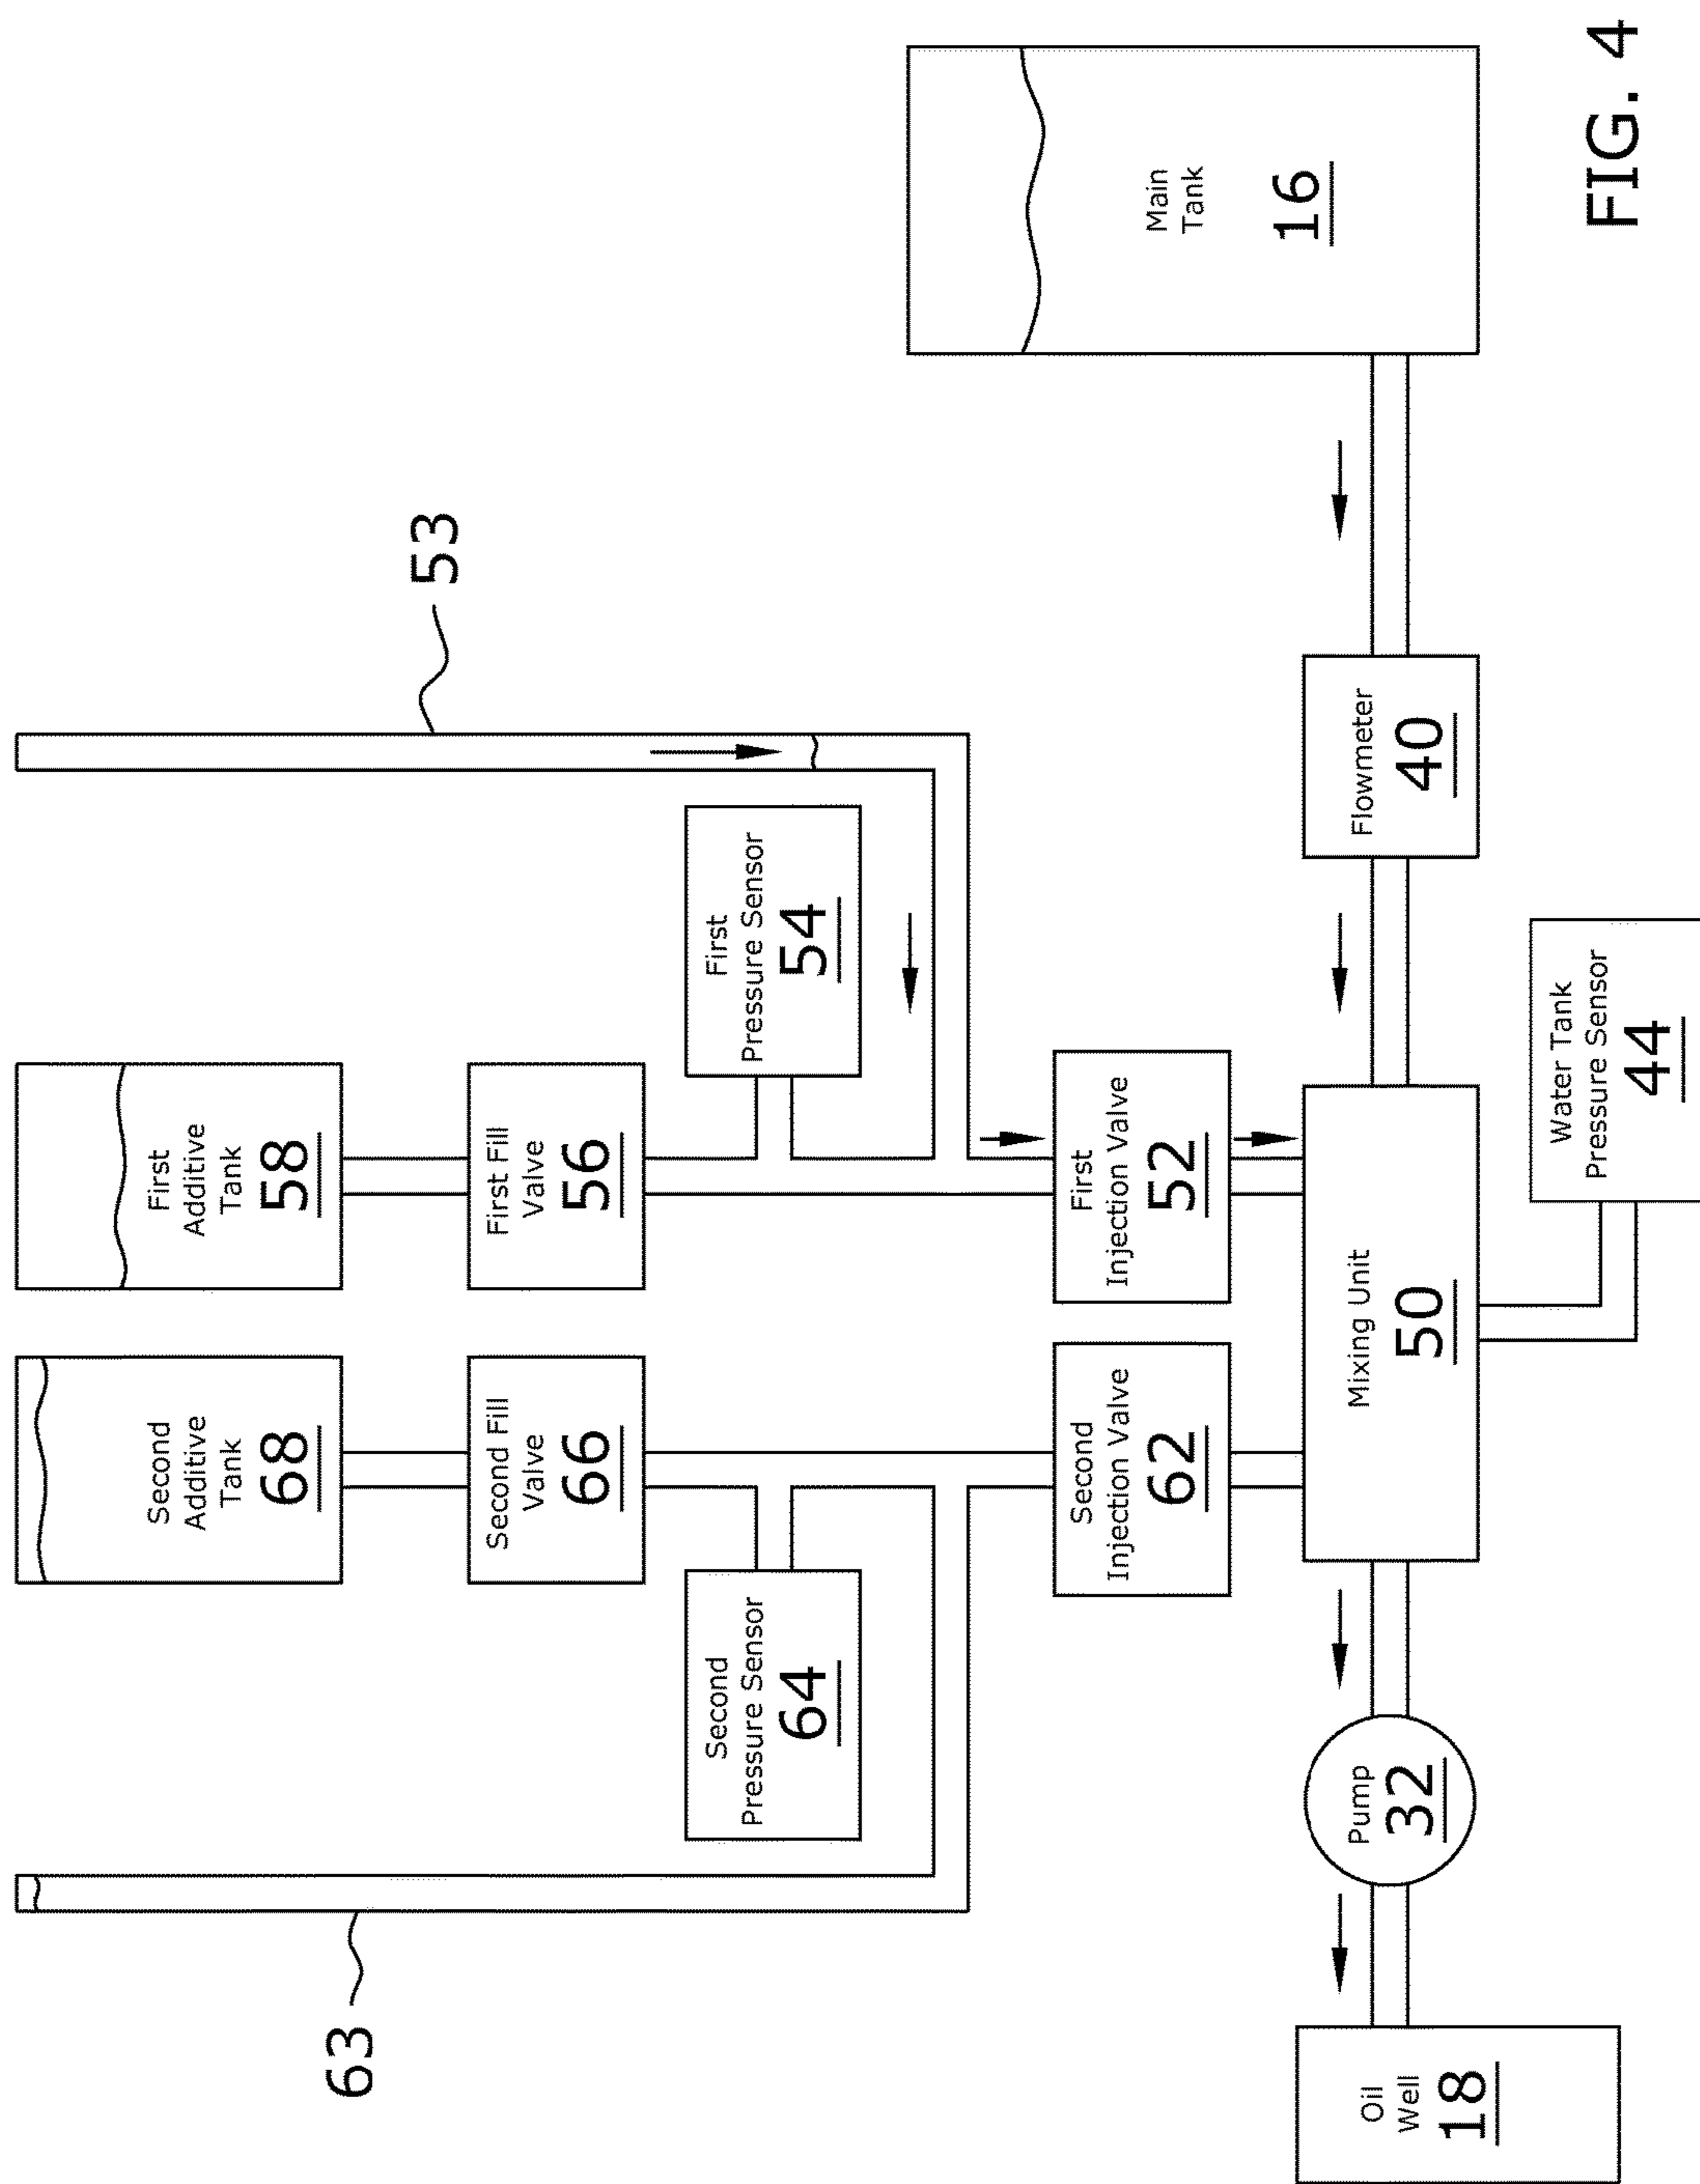 63
Second
Additive
Tank
68
First
Additive
Tank
58
53
Second Fill
Valve
66
First Fill
Valve
56
Second
Pressure Sensor
64
First
Pressure Sensor
54
Second
Injection Valve
62
First
Injection Valve
52
Main
Tank
16
Oil
Well
18
Pump
32
Mixing Unit
50
Flowmeter
40
Water Tank
Pressure Sensor
44
FIG. 4